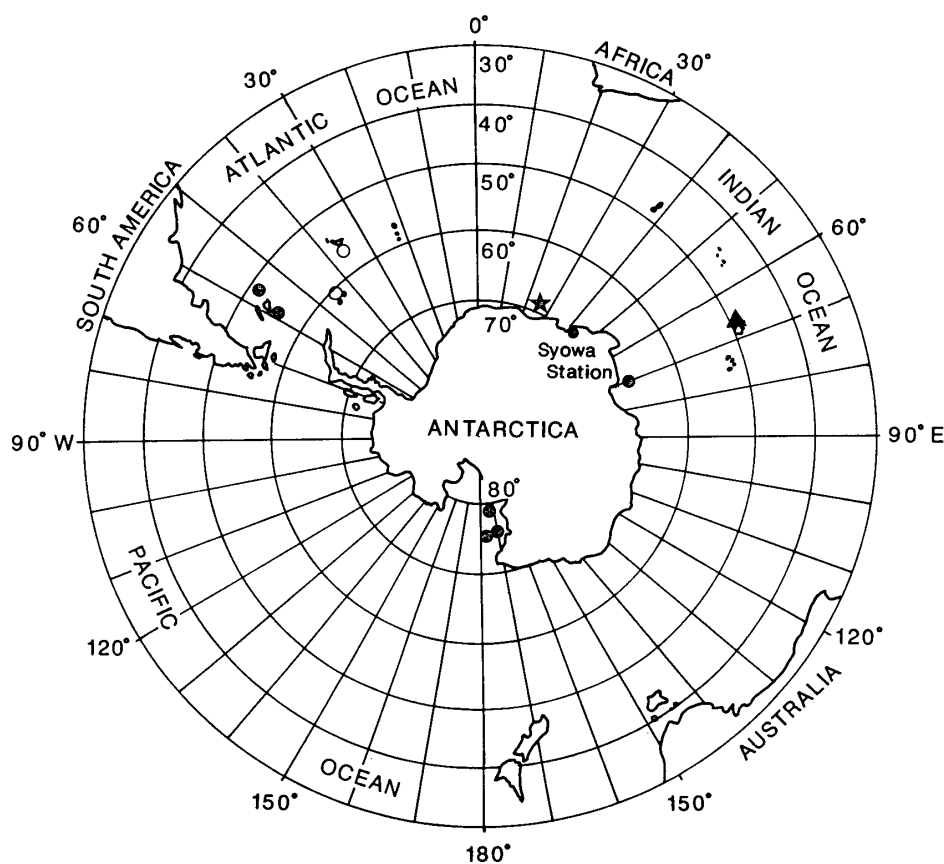 0°
AFRICA
30°
30°
30°
OCEAN
ATLANTIC
40°
50°
INDIAN
SOUTH AMERICA
60°
60°
60°
OCEAN
70°
Syowa
Station
ANTARCTICA
90° W
90° E
80°
PACIFIC
120°
120°
AUSTRALIA
OCEAN
150°
150°
180°